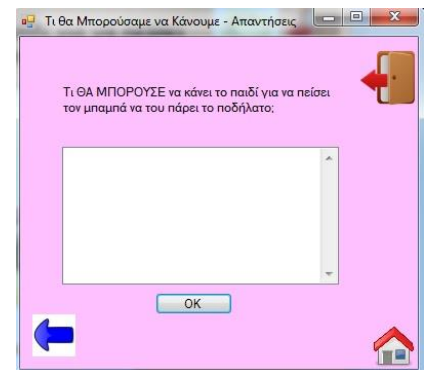 Τι θα Μπορούσαμε να Κάνουμε - Απαντήσεις
Τι ΘΑ ΜΠΟΡΟΥΣΕ να κάνει το παιδί για να πείσει
τον μπαμπά να του πάρει το ποδήλατο;
OK